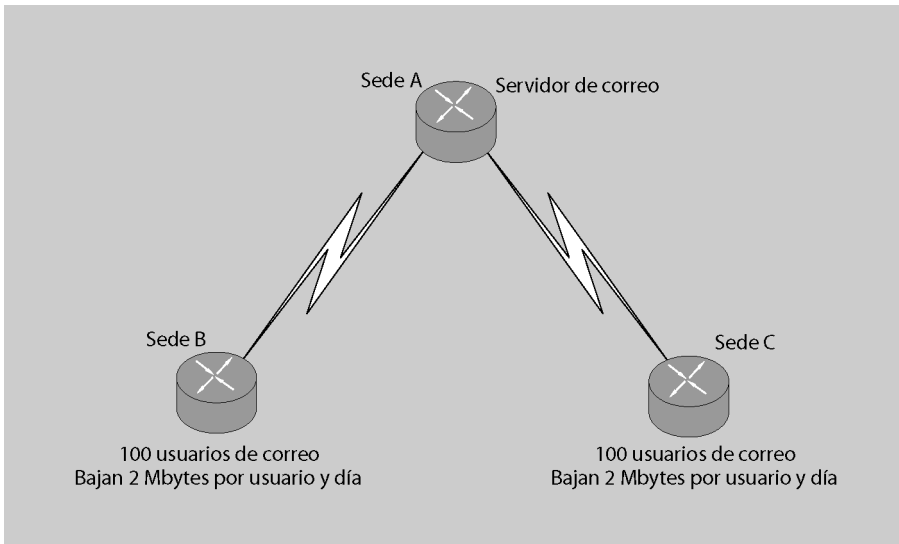 Sede A
Servidor de correo
Sede B
Sede C
100 usuarios de correo
Bajan 2 Mbytes por usuario y día
100 usuarios de correo
Bajan 2 Mbytes por usuario y día